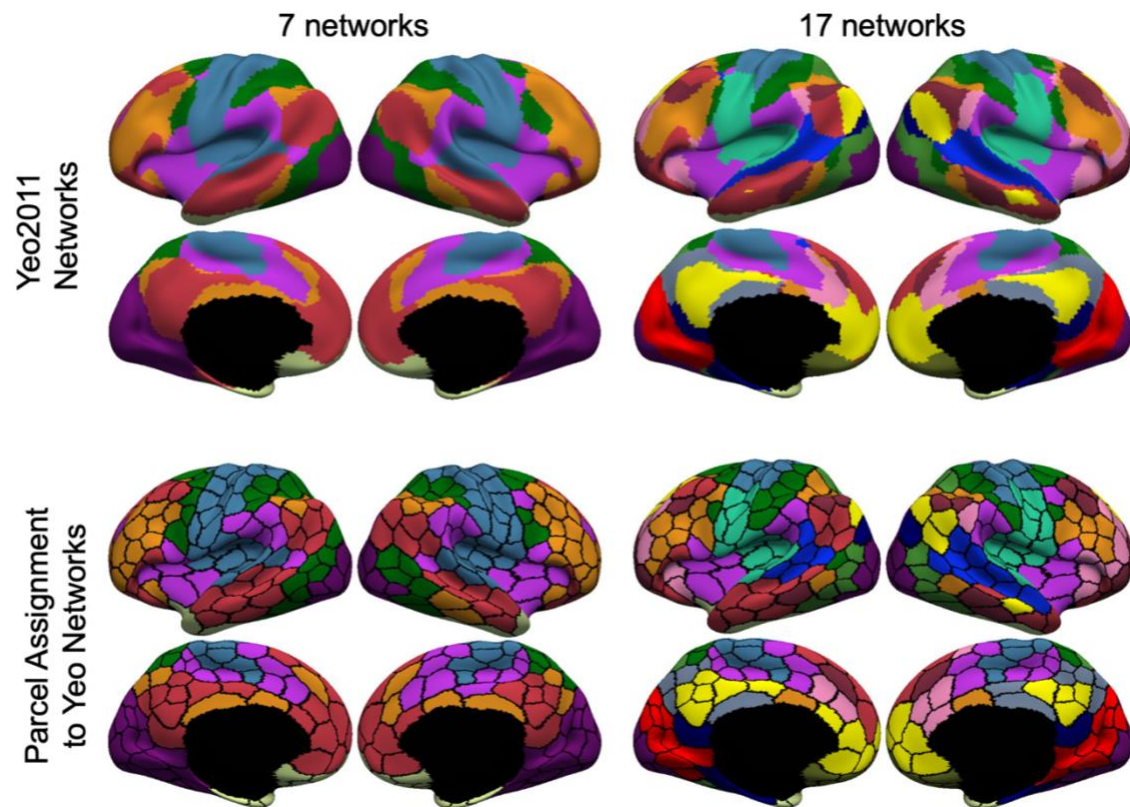 7 networks
17 networks
Yeo2011
Networks
Parcel Assignment
to Yeo Networks